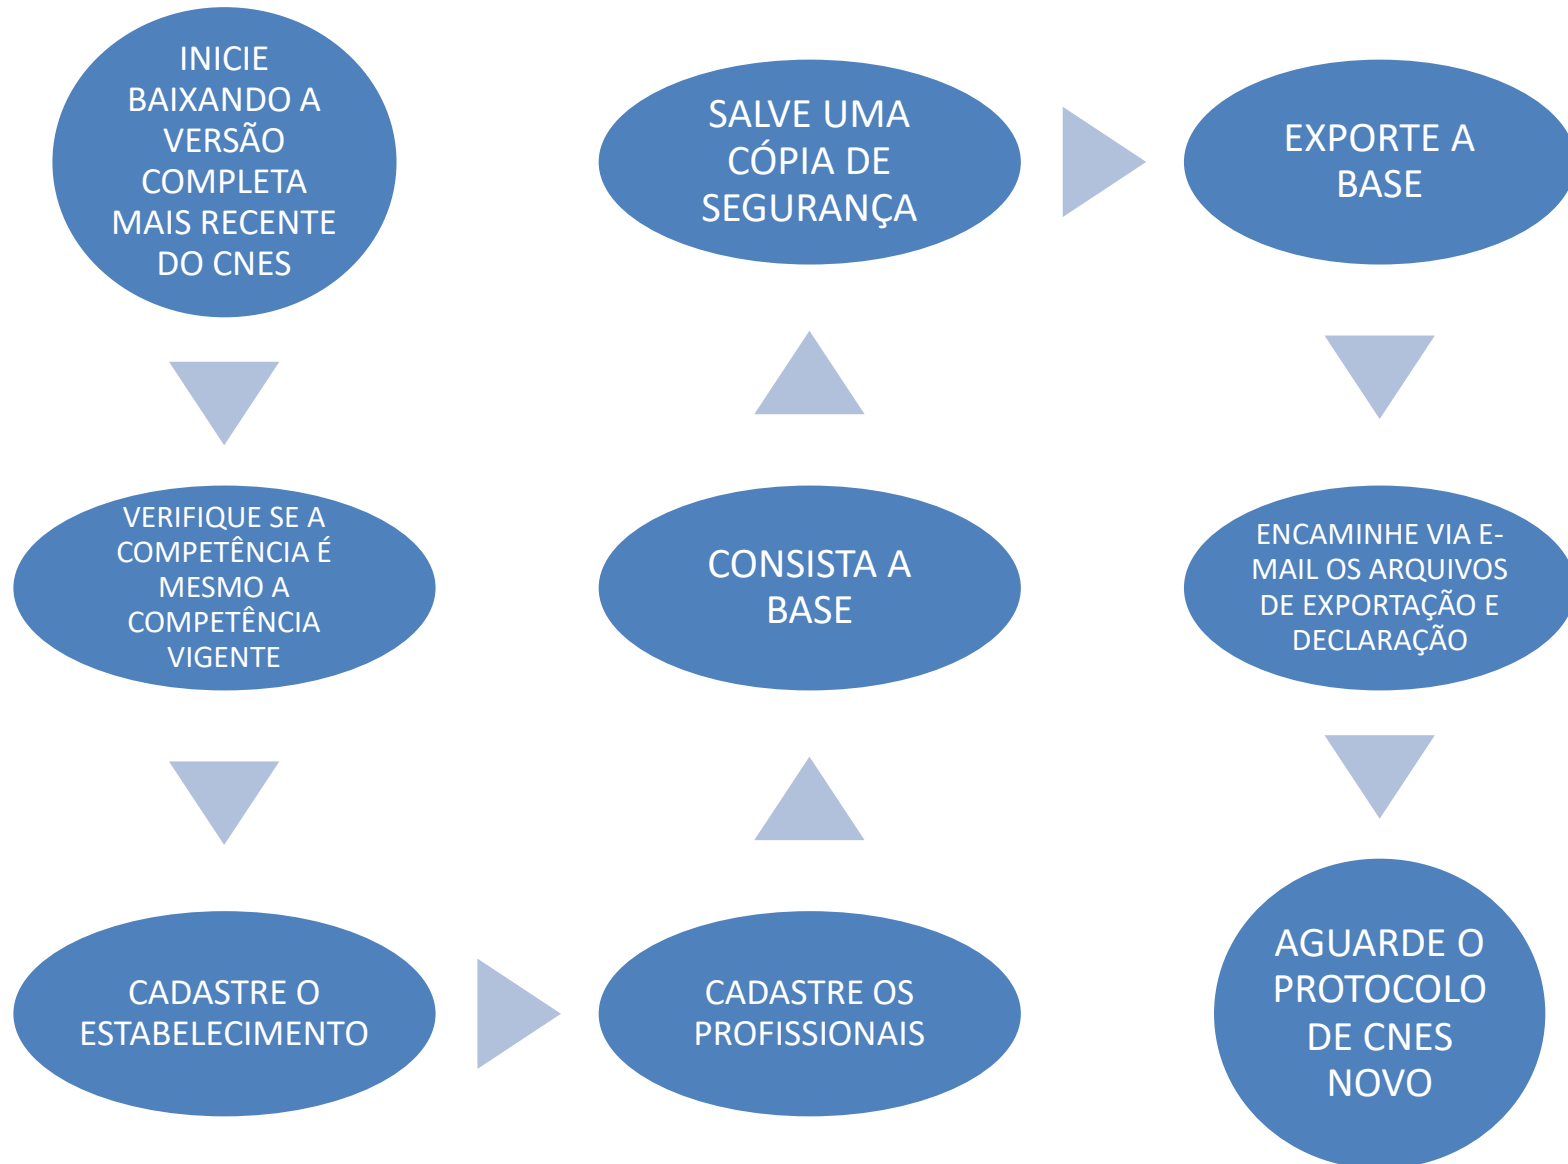 INICIE
BAIXANDO A
VERSÃO
COMPLETA
MAIS RECENTE
DO CNES
VERIFIQUE SE A
COMPETÊNCIA É
MESMO A
COMPETÊNCIA
VIGENTE
CADASTRE O
ESTABELECIMENTO
CADASTRE OS
PROFISSIONAIS
CONSISTA A
BASE
SALVE UMA
CÓPIA DE
SEGURANÇA
EXPORTE A
BASE
ENCAMINHE VIA E-
MAIL OS ARQUIVOS
DE EXPORTAÇÃO E
DECLARAÇÃO
AGUARDE O
PROTOCOLO
DE CNES
NOVO